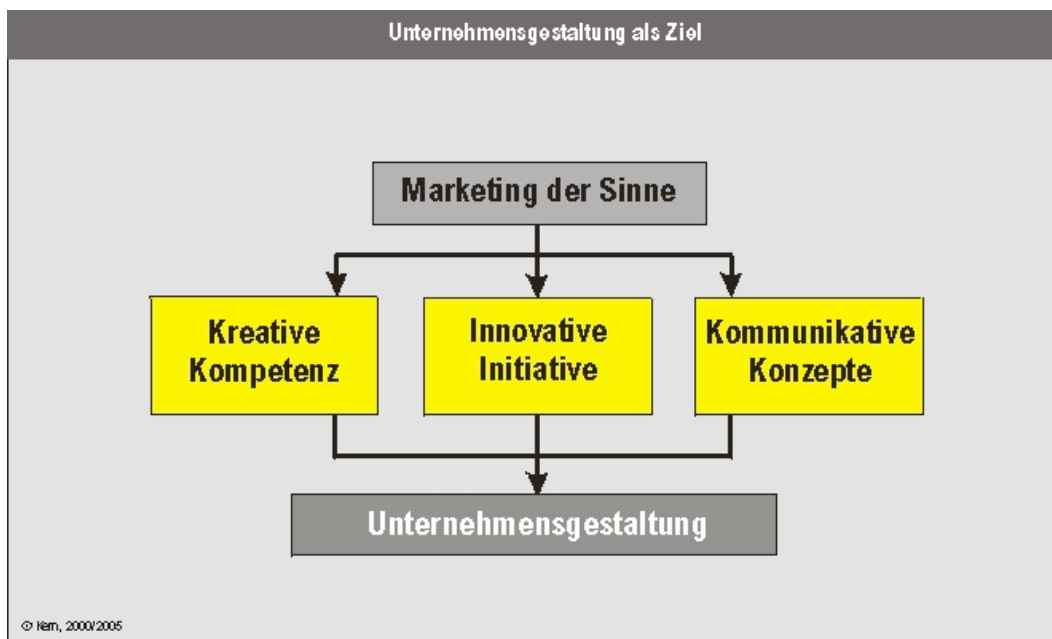 Unternehmensgestaltung als Ziel
Marketing der Sinne
Kreative
Kompetenz
Innovative
Initiative
Kommunikative
Konzepte
Unternehmensgestaltung
© Kern, 2000/2005